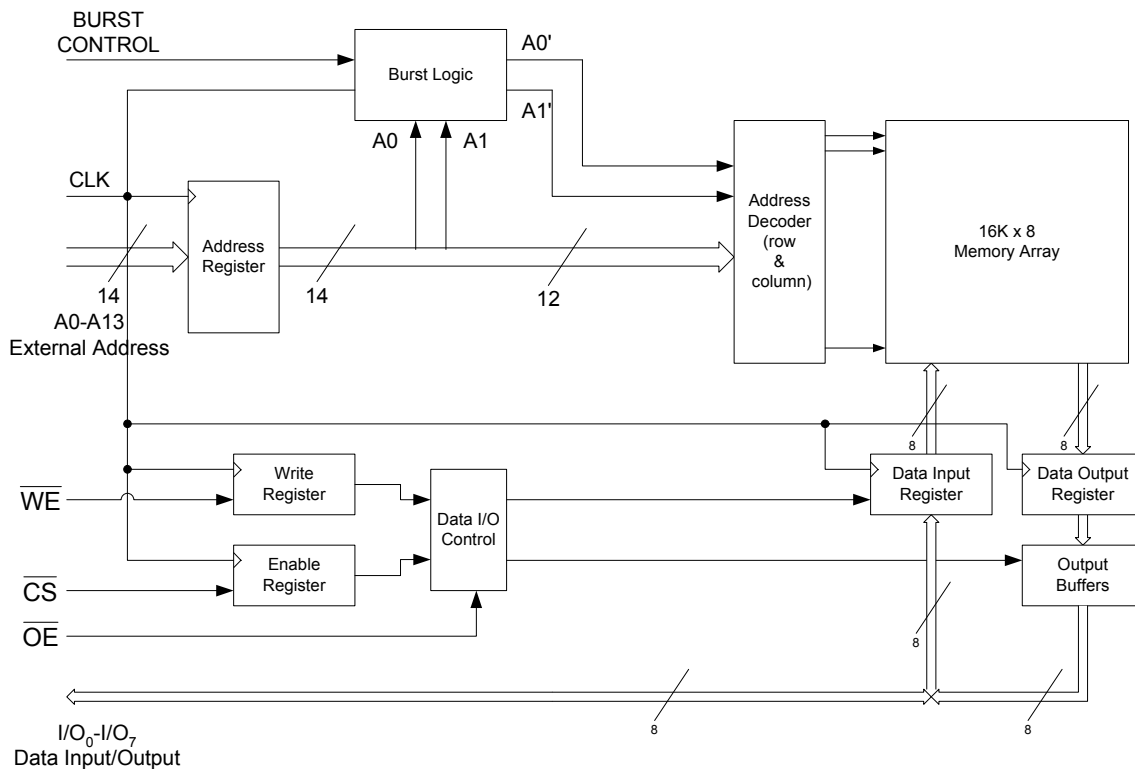 BURST
CONTROL
Burst Logic
A0'
A1'
A0
A1
CLK
Address
Register
14
14
12
A0-A13
External Address
Address
Decoder
(row
&
column)
16K x 8
Memory Array
8
8
Write
Register
WE
Data I/O
Control
Data Input
Register
Data Output
Register
Enable
Register
CS
OE
Output
Buffers
8
8
8
I/O₀-I/O₇
Data Input/Output